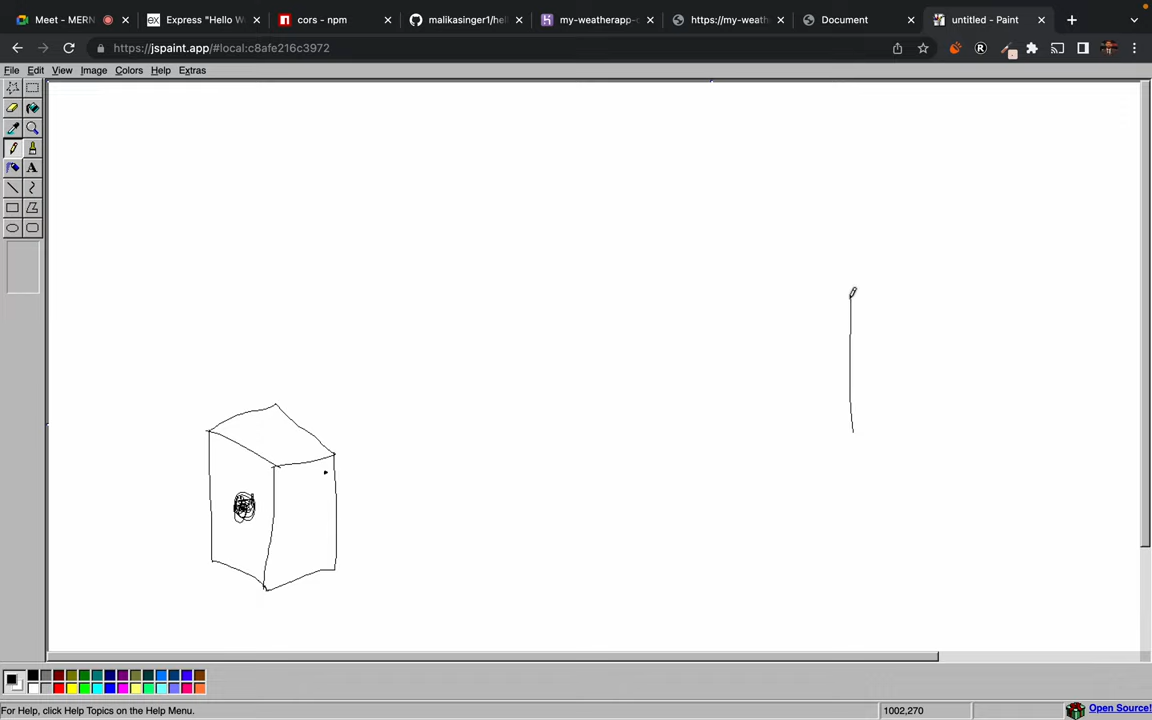 Meet - MERN
Express "Hello W
cors - npm
malikasinger1/hel
my-weatherapp-c
https://my-weath
Document
untitled - Paint
https://jspaint.app/#local:c8afe216c3972
File Edit View Image Colors Help Extras
For Help, click Help Topics on the Help Menu.
1002,270
Open Source!